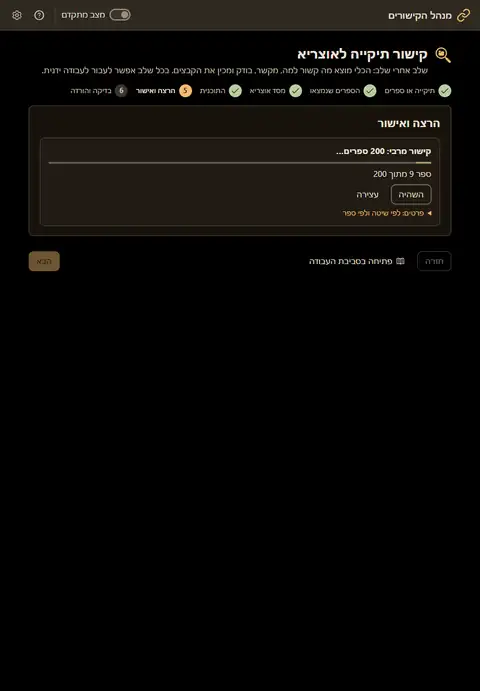 מנהל הקישורים
מצב מתקדם
קישור תיקייה לאוצריא
שלב אחרי שלב: הכלי מוצא מה קשור למה, מקשר, בודק ומכין את הקבצים. בכל שלב אפשר לעבור לעבודה ידנית.
תיקייה או ספרים
הספרים שנמצאו
מסד אוצריא
התוכנית
5 הרצה ואישור
6 בדיקה והורדה
הרצה ואישור
קישור מרבי: 200 ספרים...
ספר 9 מתוך 200
השהיה
עצירה
פרטים: לפי שיטה ולפי ספר
חזרה
פתיחה בסביבת העבודה
הבא